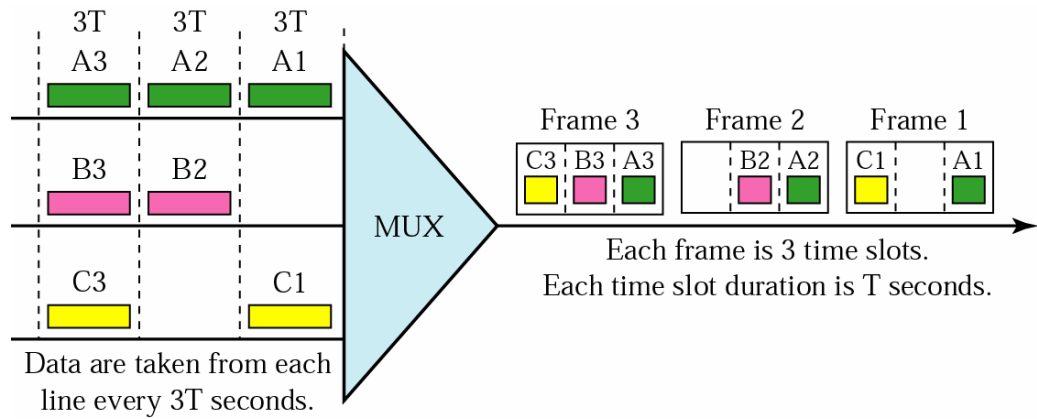 3T 3T 3T
A3 A2 A1
B3 B2
C3 C1
Data are taken from each
line every 3T seconds.
MUX
Frame 3 Frame 2 Frame 1
C3 B3 A3 B2 A2 C1 A1
Each frame is 3 time slots.
Each time slot duration is T seconds.